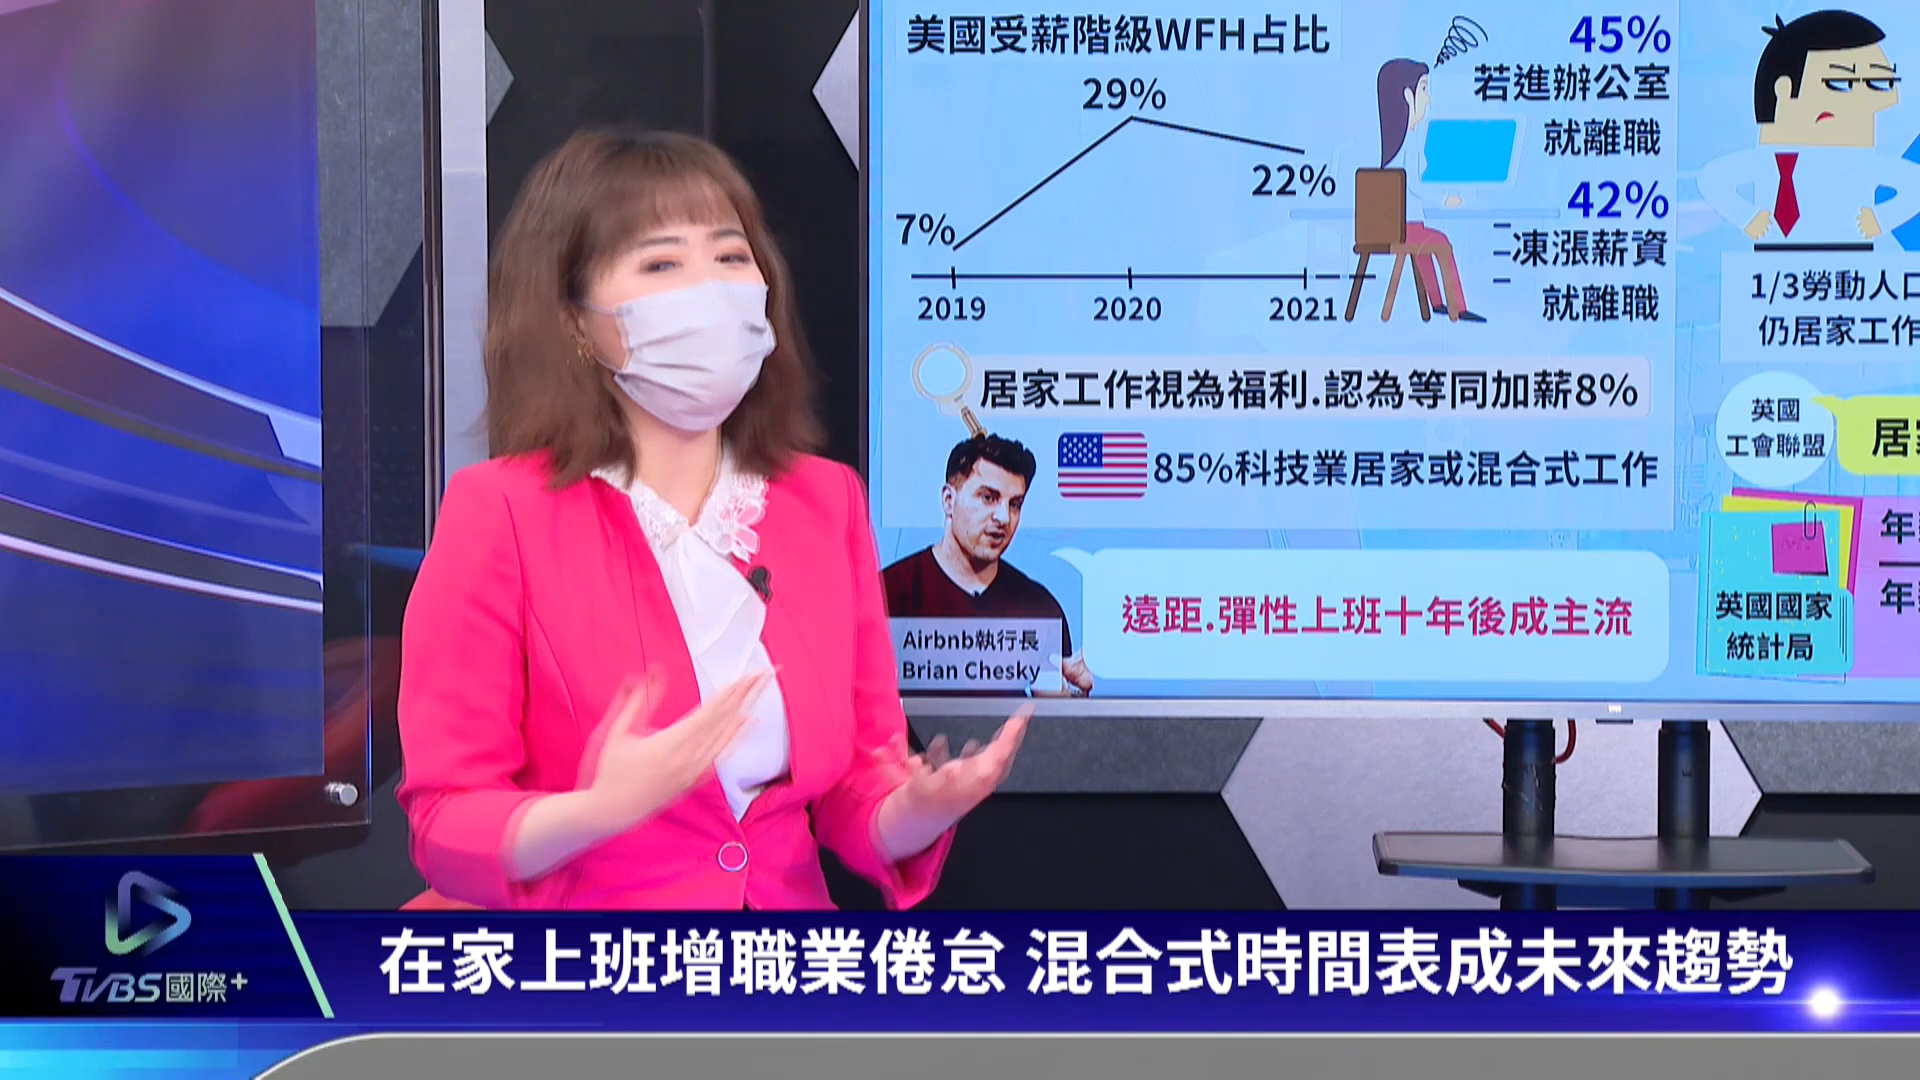 美國受薪階級WFH占比
29%
22%
7%
2019
2020
2021
45%
若進辦公室
就離職
42%
凍漲薪資
就離職
居家工作視為福利.認為等同加薪8%
85%科技業居家或混合式工作
遠距.彈性上班十年後成主流
Airbnb執行長
Brian Chesky
1/3勞動人口
仍居家工作
英國
工會聯盟
居家
英國國家
統計局
年
年
TVBS國際+
在家上班增職業倦怠 混合式時間表成未來趨勢